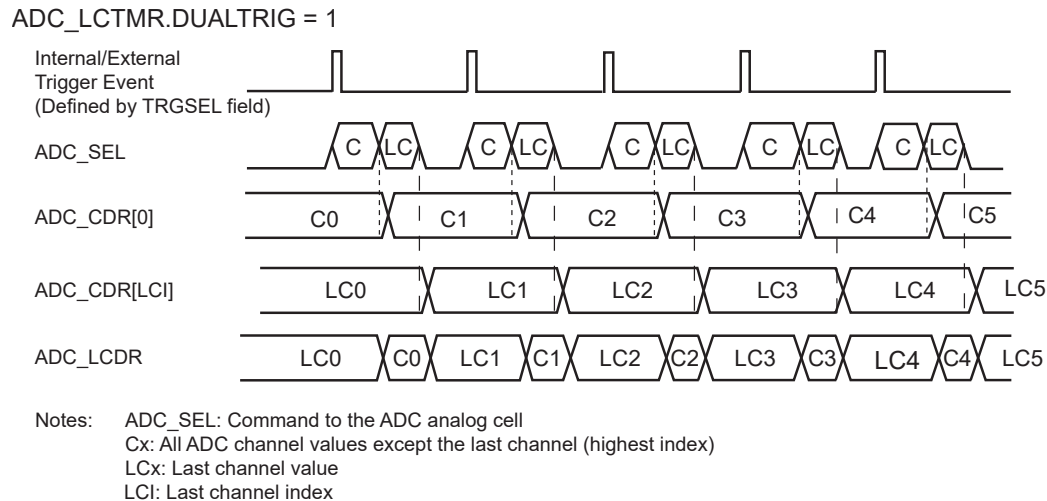 ADC_LCTMR.DUALTRIG = 1
Internal/External
Trigger Event
(Defined by TRGSEL field)
ADC_SEL C LC C LC C LC C LC C LC
ADC_CDR[0] C0 C1 C2 C3 C4 C5
ADC_CDR[LCI] LC0 LC1 LC2 LC3 LC4 LC5
ADC_LCDR LC0 C0 LC1 C1 LC2 C2 LC3 C3 LC4 C4 LC5
Notes: ADC_SEL: Command to the ADC analog cell
Cx: All ADC channel values except the last channel (highest index)
LCx: Last channel value
LCI: Last channel index